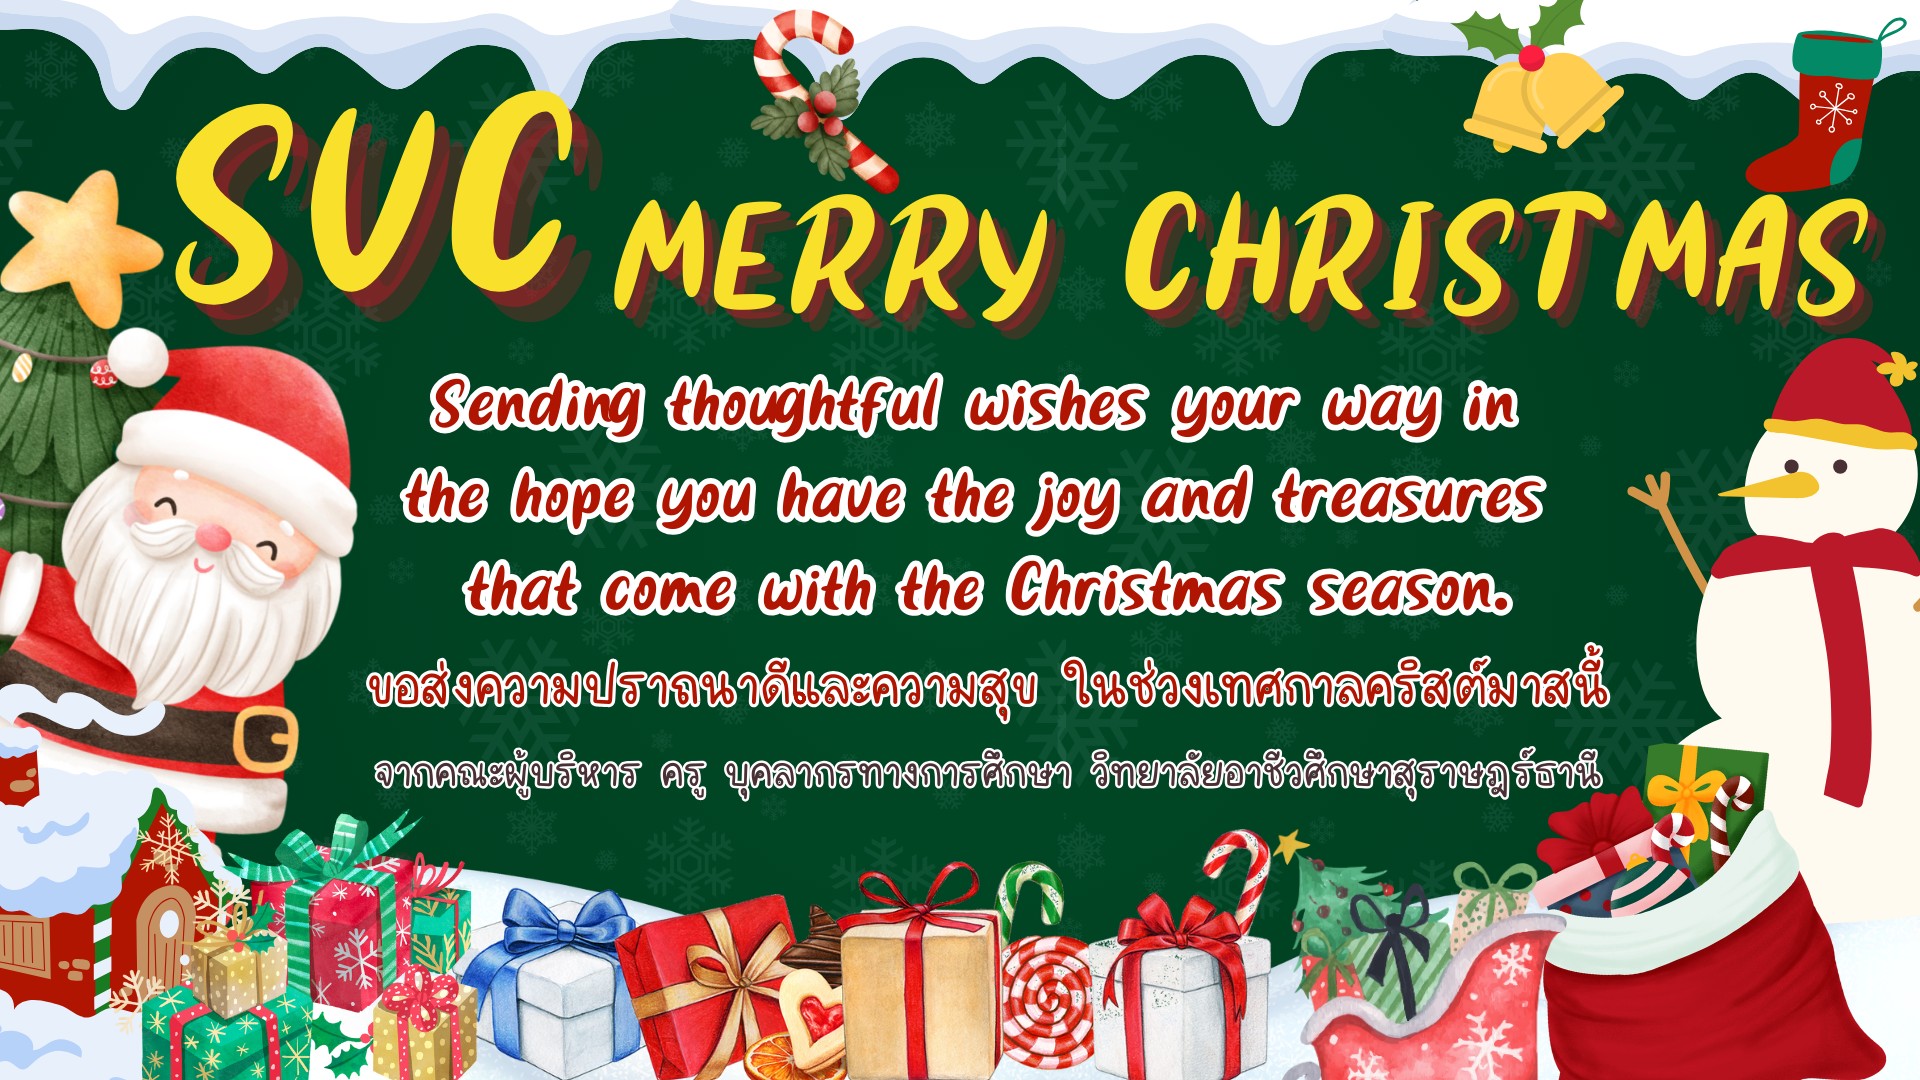 SVC MERRY CHRISTMAS
Sending thoughtful wishes your way in
the hope you have the joy and treasures
that come with the Christmas season.
ขอส่งความปราถนาดีและความสุข ในช่วงเทศกาลคริสต์มาสนี้
จากคณะผู้บริหาร ครู บุคลากรทางการศึกษา วิทยาลัยอาชีวศึกษาสุราษฎร์ธานี